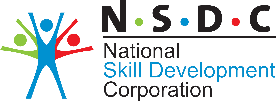 N·S·D·C
National
Skill Development
Corporation